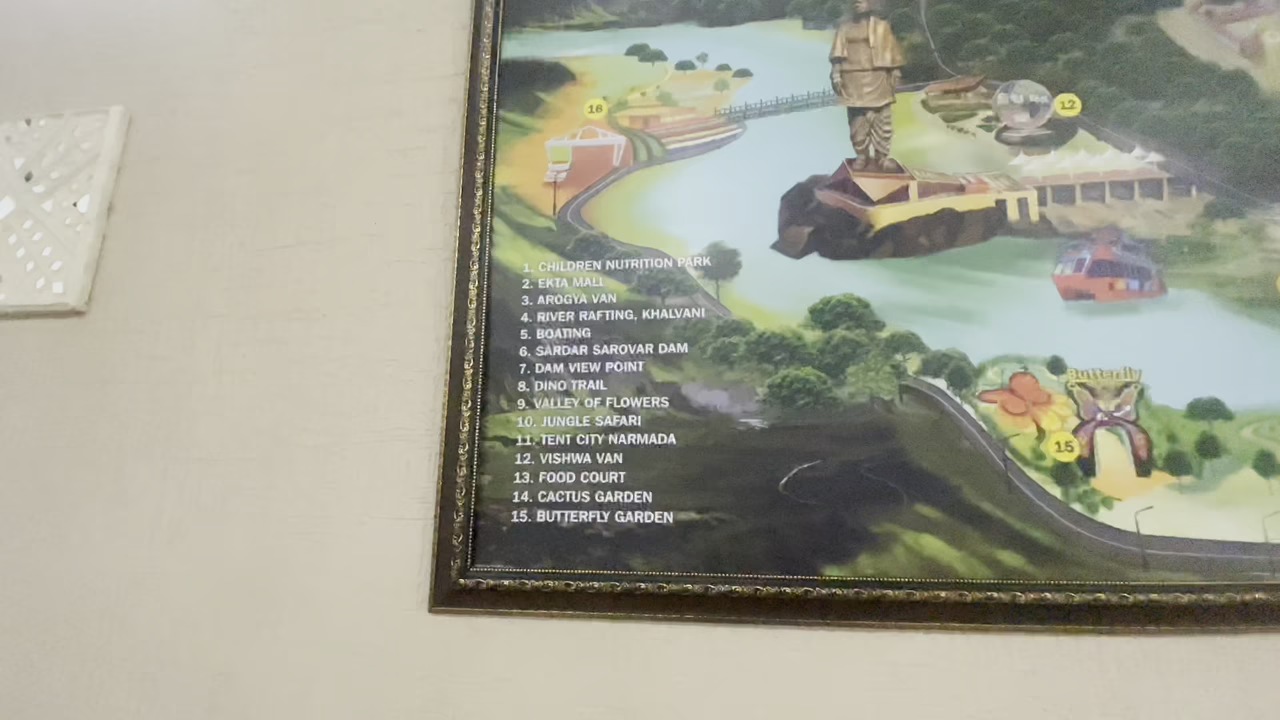 16
12
1. CHILDREN NUTRITION PARK
2. EKTA MALL
3. AROGYA VAN
4. RIVER RAFTING, KHALVANI
5. BOATING
6. SARDAR SAROVAR DAM
7. DAM VIEW POINT
8. DINO TRAIL
9. VALLEY OF FLOWERS
10. JUNGLE SAFARI
11. TENT CITY NARMADA
12. VISHWA VAN
13. FOOD COURT
14. CACTUS GARDEN
15. BUTTERFLY GARDEN
Butterfly
15